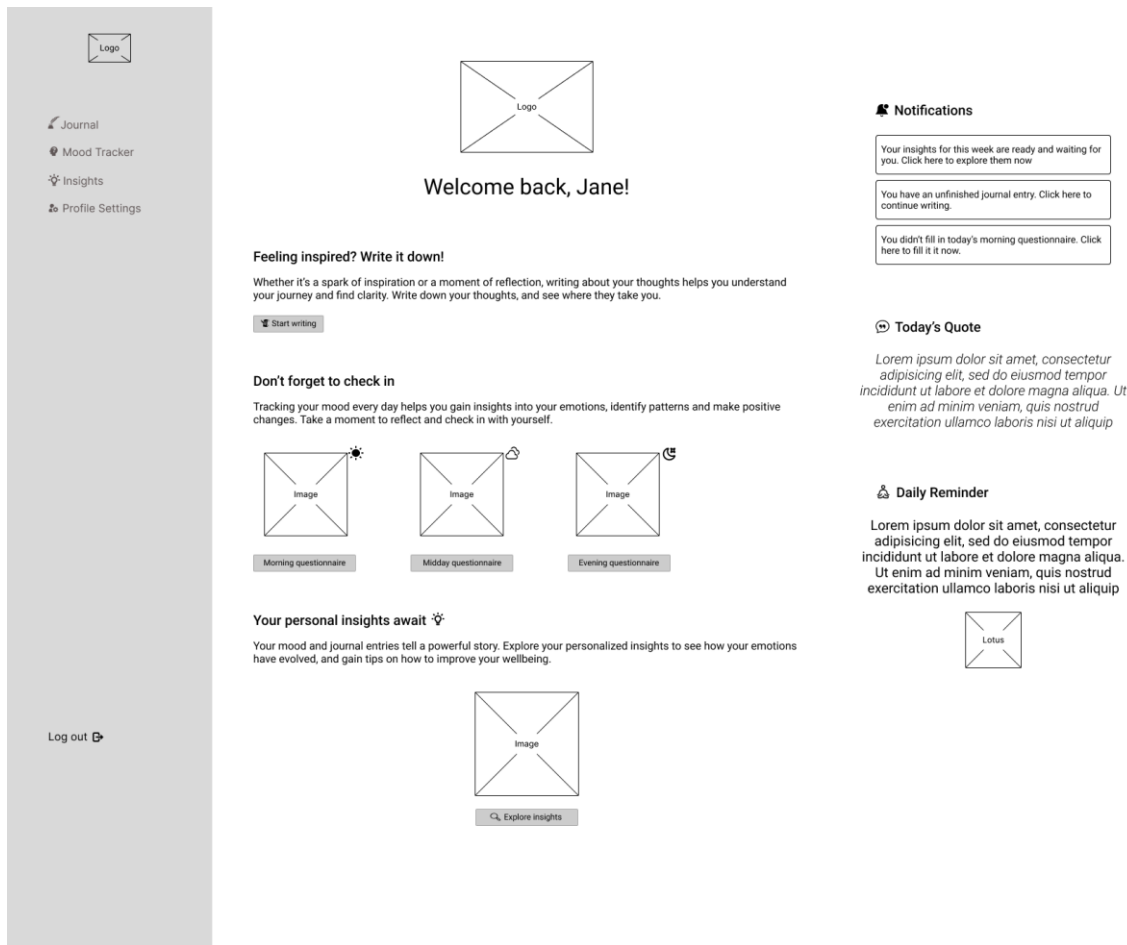 Logo
Journal
Mood Tracker
Insights
Profile Settings
Log out
Logo
Welcome back, Jane!
Feeling inspired? Write it down!
Whether it's a spark of inspiration or a moment of reflection, writing about your thoughts helps you understand
your journey and find clarity. Write down your thoughts, and see where they take you.
Start writing
Don't forget to check in
Tracking your mood every day helps you gain insights into your emotions, identify patterns and make positive
changes. Take a moment to reflect and check in with yourself.
Image
Image
Image
Morning questionnaire
Midday questionnaire
Evening questionnaire
Your personal insights await
Your mood and journal entries tell a powerful story. Explore your personalized insights to see how your emotions
have evolved, and gain tips on how to improve your wellbeing.
Image
Explore insights
Notifications
Your insights for this week are ready and waiting for
you. Click here to explore them now
You have an unfinished journal entry. Click here to
continue writing.
You didn't fill in today's morning questionnaire. Click
here to fill it it now.
Today's Quote
Lorem ipsum dolor sit amet, consectetur
adipisicing elit, sed do eiusmod tempor
incididunt ut labore et dolore magna aliqua. Ut
enim ad minim veniam, quis nostrud
exercitation ullamco laboris nisi ut aliquip
Daily Reminder
Lorem ipsum dolor sit amet, consectetur
adipisicing elit, sed do eiusmod tempor
incididunt ut labore et dolore magna aliqua.
Ut enim ad minim veniam, quis nostrud
exercitation ullamco laboris nisi ut aliquip
Lotus